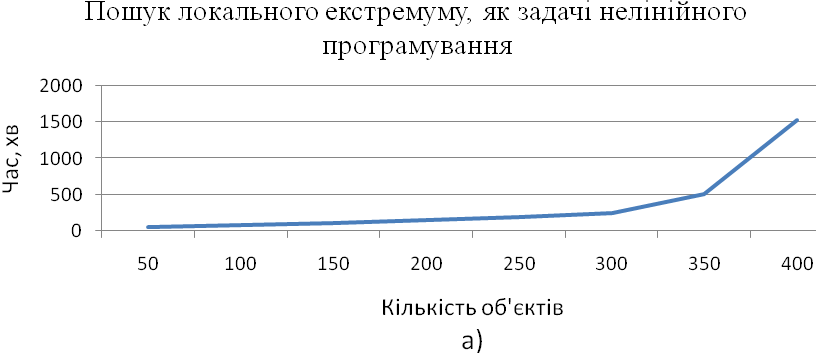 Пошук локального екстремуму, як задачі нелінійного
програмування
2000
1500
1000
500
0
Час, хв
50 100 150 200 250 300 350 400
Кількість об'єктів
а)